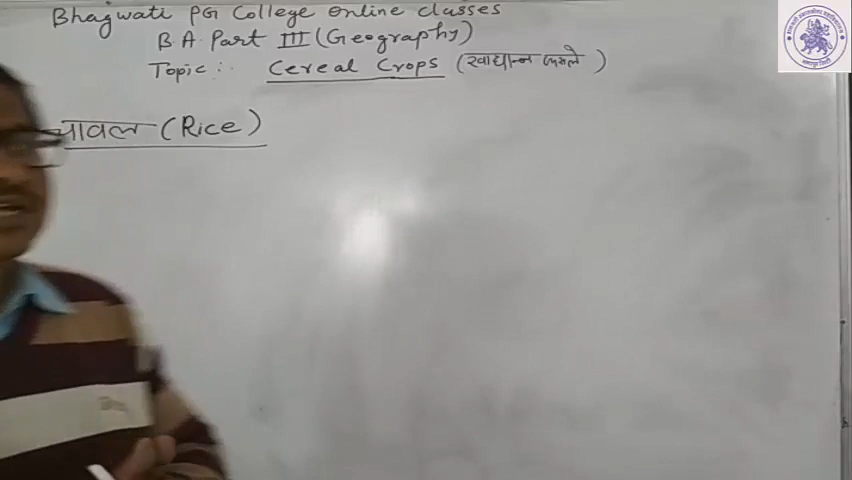 Bhagwati PG College online classes
B.A. Part III (Geography)
Topic:- Cereal Crops (खाद्यान्न फसले )
चावल (Rice)